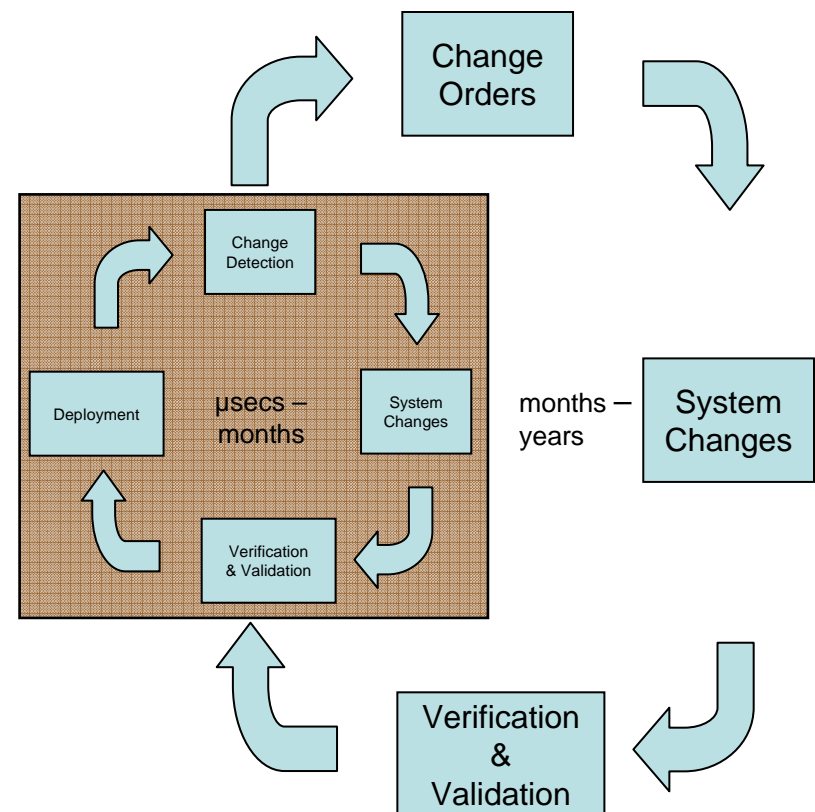 Change
Orders
Change
Detection
Deployment
μsecs –
months
System
Changes
months –
years
System
Changes
Verification
& Validation
Verification
&
Validation